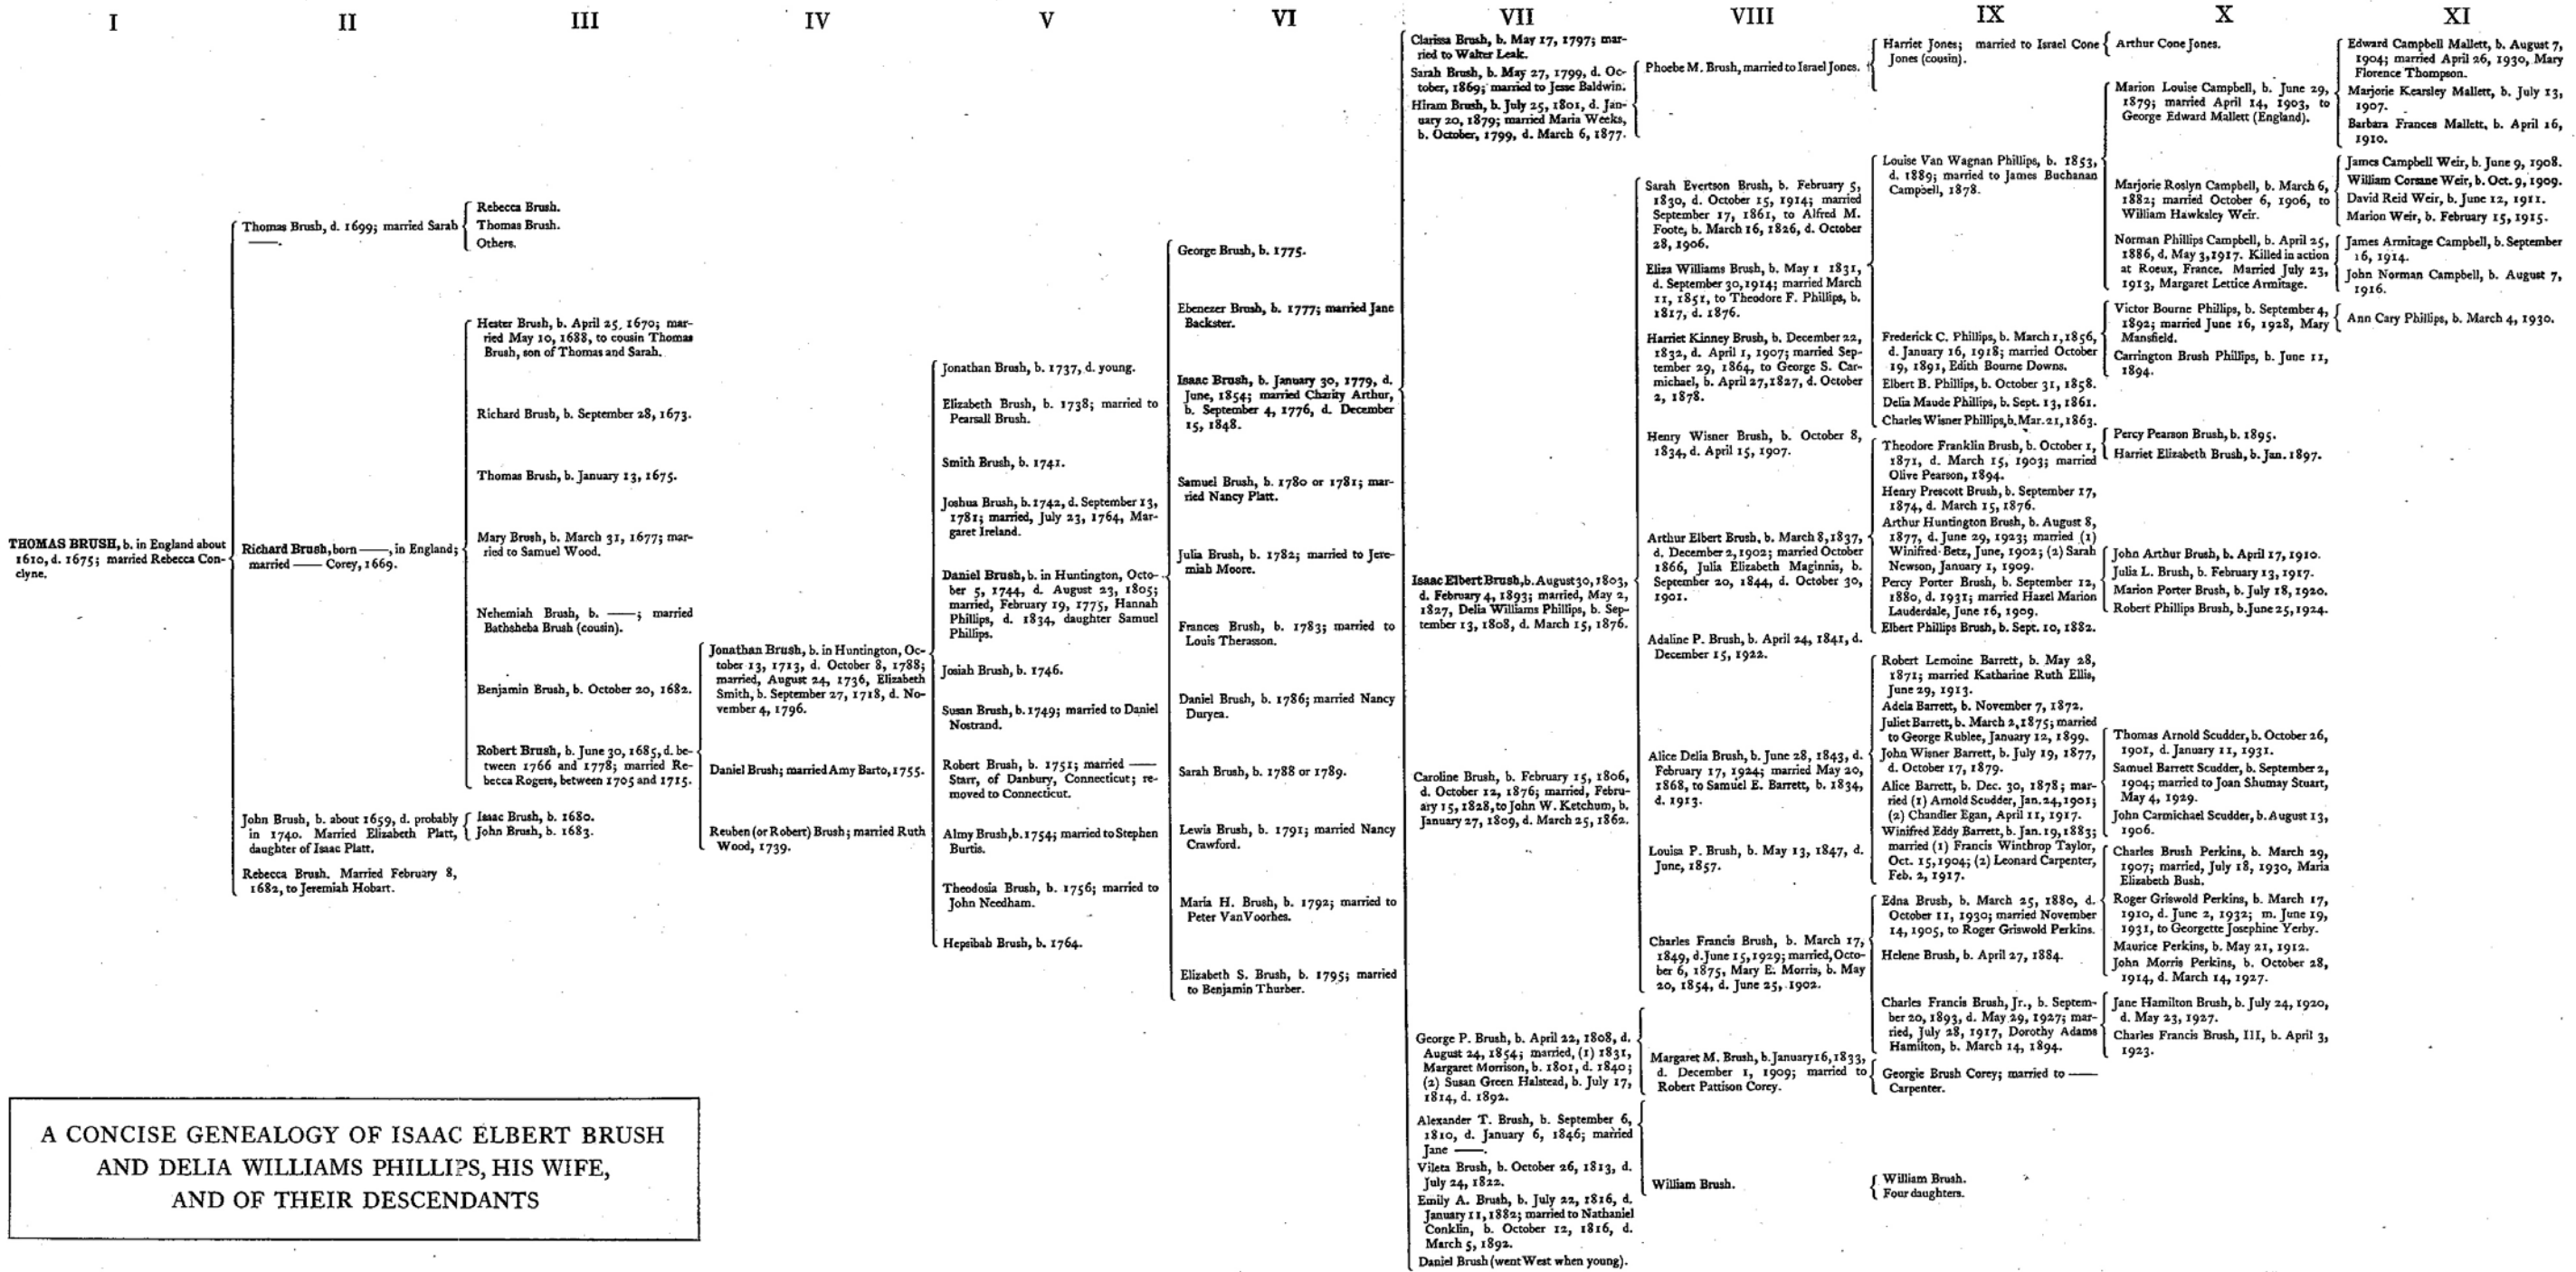 I
II
III
IV
V
VI
VII
VIII
IX
X
XI
THOMAS BRUSH, b. in England about
1610, d. 1675; married Rebecca Con-
clyne.
Thomas Brush, d. 1699; married Sarah
——.
Richard Brush, born ——, in England;
married —— Corey, 1669.
John Brush, b. about 1659, d. probably
in 1740. Married Elizabeth Platt,
daughter of Isaac Platt.
Rebecca Brush. Married February 8,
1682, to Jeremiah Hobart.
Rebecca Brush.
Thomas Brush.
Others.
Hester Brush, b. April 25, 1670; mar-
ried May 10, 1688, to cousin Thomas
Brush, son of Thomas and Sarah.
Richard Brush, b. September 28, 1673.
Thomas Brush, b. January 13, 1675.
Mary Brush, b. March 31, 1677; mar-
ried to Samuel Wood.
Nehemiah Brush, b. ——; married
Bathsheba Brush (cousin).
Benjamin Brush, b. October 20, 1682.
Robert Brush, b. June 30, 1685, d. be-
tween 1766 and 1778; married Re-
becca Rogers, between 1705 and 1715.
Isaac Brush, b. 1680.
John Brush, b. 1683.
Jonathan Brush, b. in Huntington, Oc-
tober 13, 1713, d. October 8, 1788;
married, August 24, 1736, Elizabeth
Smith, b. September 27, 1718, d. No-
vember 4, 1796.
Daniel Brush; married Amy Barto, 1755.
Reuben (or Robert) Brush; married Ruth
Wood, 1739.
Jonathan Brush, b. 1737, d. young.
Elizabeth Brush, b. 1738; married to
Pearsall Brush.
Smith Brush, b. 1741.
Joshua Brush, b. 1742, d. September 13,
1781; married, July 23, 1764, Mar-
garet Ireland.
Daniel Brush, b. in Huntington, Octo-
ber 5, 1744, d. August 23, 1805;
married, February 19, 1775, Hannah
Phillips, d. 1834, daughter Samuel
Phillips.
Josiah Brush, b. 1746.
Susan Brush, b. 1749; married to Daniel
Nostrand.
Robert Brush, b. 1751; married ——
Starr, of Danbury, Connecticut; re-
moved to Connecticut.
Almy Brush, b. 1754; married to Stephen
Burtis.
Theodosia Brush, b. 1756; married to
John Needham.
Hepsibah Brush, b. 1764.
George Brush, b. 1775.
Ebenezer Brush, b. 1777; married Jane
Backster.
Isaac Brush, b. January 30, 1779, d.
June, 1854; married Charity Arthur,
b. September 4, 1776, d. December
15, 1848.
Samuel Brush, b. 1780 or 1781; mar-
ried Nancy Platt.
Julia Brush, b. 1782; married to Jere-
miah Moore.
Frances Brush, b. 1783; married to
Louis Therasson.
Daniel Brush, b. 1786; married Nancy
Duryea.
Sarah Brush, b. 1788 or 1789.
Lewis Brush, b. 1791; married Nancy
Crawford.
Maria H. Brush, b. 1792; married to
Peter VanVoorhes.
Elizabeth S. Brush, b. 1795; married
to Benjamin Thurber.
Clarissa Brush, b. May 17, 1797; mar-
ried to Walter Leak.
Sarah Brush, b. May 27, 1799, d. Oc-
tober, 1869; married to Jesse Baldwin.
Hiram Brush, b. July 25, 1801, d. Jan-
uary 20, 1879; married Maria Weeks,
b. October, 1799, d. March 6, 1877.
Isaac Elbert Brush, b. August 30, 1803,
d. February 4, 1893; married, May 2,
1827, Delia Williams Phillips, b. Sep-
tember 13, 1808, d. March 15, 1876.
Caroline Brush, b. February 15, 1806,
d. October 12, 1876; married, Febru-
ary 15, 1828, to John W. Ketchum, b.
January 27, 1809, d. March 25, 1862.
George P. Brush, b. April 22, 1808, d.
August 24, 1854; married, (1) 1831,
Margaret Morrison, b. 1801, d. 1840;
(2) Susan Green Halstead, b. July 17,
1814, d. 1892.
Alexander T. Brush, b. September 6,
1810, d. January 6, 1846; married
Jane ——.
Vileta Brush, b. October 26, 1813, d.
July 24, 1822.
Emily A. Brush, b. July 22, 1816, d.
January 11, 1882; married to Nathaniel
Conklin, b. October 12, 1816, d.
March 5, 1892.
Daniel Brush (went West when young).
Phoebe M. Brush, married to Israel Jones.
Sarah Evertson Brush, b. February 5,
1830, d. October 15, 1914; married
September 17, 1861, to Alfred M.
Foote, b. March 16, 1826, d. October
28, 1906.
Eliza Williams Brush, b. May 1 1831,
d. September 30, 1914; married March
11, 1851, to Theodore F. Phillips, b.
1817, d. 1876.
Harriet Kinney Brush, b. December 22,
1832, d. April 1, 1907; married Sep-
tember 29, 1864, to George S. Car-
michael, b. April 27, 1827, d. October
2, 1878.
Henry Wisner Brush, b. October 8,
1834, d. April 15, 1907.
Arthur Elbert Brush, b. March 8, 1837,
d. December 2, 1902; married October
1866, Julia Elizabeth Maginnis, b.
September 20, 1844, d. October 30,
1901.
Adaline P. Brush, b. April 24, 1841, d.
December 15, 1922.
Alice Delia Brush, b. June 28, 1843, d.
February 17, 1924; married May 20,
1868, to Samuel E. Barrett, b. 1834,
d. 1913.
Louisa P. Brush, b. May 13, 1847, d.
June, 1857.
Charles Francis Brush, b. March 17,
1849, d. June 15, 1929; married, Octo-
ber 6, 1875, Mary E. Morris, b. May
20, 1854, d. June 25, 1902.
Margaret M. Brush, b. January 16, 1833,
d. December 1, 1909; married to
Robert Pattison Corey.
William Brush.
Harriet Jones; married to Israel Cone
Jones (cousin).
Louise Van Wagnan Phillips, b. 1853,
d. 1889; married to James Buchanan
Campbell, 1878.
Frederick C. Phillips, b. March 1, 1856,
d. January 16, 1918; married October
19, 1891, Edith Bourne Downs.
Elbert B. Phillips, b. October 31, 1858.
Delia Maude Phillips, b. Sept. 13, 1861.
Charles Wisner Phillips, b. Mar. 21, 1863.
Theodore Franklin Brush, b. October 1,
1871, d. March 15, 1903; married
Olive Pearson, 1894.
Henry Prescott Brush, b. September 17,
1874, d. March 15, 1876.
Arthur Huntington Brush, b. August 8,
1877, d. June 29, 1923; married (1)
Winifred Betz, June, 1902; (2) Sarah
Newson, January 1, 1909.
Percy Porter Brush, b. September 12,
1880, d. 1931; married Hazel Marion
Lauderdale, June 16, 1909.
Elbert Phillips Brush, b. Sept. 10, 1882.
Robert Lemoine Barrett, b. May 28,
1871; married Katharine Ruth Ellis,
June 29, 1913.
Adela Barrett, b. November 7, 1872.
Juliet Barrett, b. March 2, 1875; married
to George Rublee, January 12, 1899.
John Wisner Barrett, b. July 19, 1877,
d. October 17, 1879.
Alice Barrett, b. Dec. 30, 1878; mar-
ried (1) Arnold Scudder, Jan. 24, 1901;
(2) Chandler Egan, April 11, 1917.
Winifred Eddy Barrett, b. Jan. 19, 1883;
married (1) Francis Winthrop Taylor,
Oct. 15, 1904; (2) Leonard Carpenter,
Feb. 2, 1917.
Edna Brush, b. March 25, 1880, d.
October 11, 1930; married November
14, 1905, to Roger Griswold Perkins.
Helene Brush, b. April 27, 1884.
Charles Francis Brush, Jr., b. Septem-
ber 20, 1893, d. May 29, 1927; mar-
ried, July 28, 1917, Dorothy Adams
Hamilton, b. March 14, 1894.
Georgie Brush Corey; married to ——
Carpenter.
William Brush.
Four daughters.
Arthur Cone Jones.
Marion Louise Campbell, b. June 29,
1879; married April 14, 1903, to
George Edward Mallett (England).
Marjorie Roslyn Campbell, b. March 6,
1882; married October 6, 1906, to
William Hawksley Weir.
Norman Phillips Campbell, b. April 25,
1886, d. May 3, 1917. Killed in action
at Roeux, France. Married July 23,
1913, Margaret Lettice Armitage.
Victor Bourne Phillips, b. September 4,
1892; married June 16, 1928, Mary
Mansfield.
Carrington Brush Phillips, b. June 11,
1894.
Percy Pearson Brush, b. 1895.
Harriet Elizabeth Brush, b. Jan. 1897.
John Arthur Brush, b. April 17, 1910.
Julia L. Brush, b. February 13, 1917.
Marion Porter Brush, b. July 18, 1920.
Robert Phillips Brush, b. June 25, 1924.
Thomas Arnold Scudder, b. October 26,
1901, d. January 11, 1931.
Samuel Barrett Scudder, b. September 2,
1904; married to Joan Shumay Stuart,
May 4, 1929.
John Carmichael Scudder, b. August 13,
1906.
Charles Brush Perkins, b. March 29,
1907; married, July 18, 1930, Maria
Elizabeth Bush.
Roger Griswold Perkins, b. March 17,
1910, d. June 2, 1932; m. June 19,
1931, to Georgette Josephine Yerby.
Maurice Perkins, b. May 21, 1912.
John Morris Perkins, b. October 28,
1914, d. March 14, 1927.
Jane Hamilton Brush, b. July 24, 1920,
d. May 23, 1927.
Charles Francis Brush, III, b. April 3,
1923.
Edward Campbell Mallett, b. August 7,
1904; married April 26, 1930, Mary
Florence Thompson.
Marjorie Kearsley Mallett, b. July 13,
1907.
Barbara Frances Mallett, b. April 16,
1910.
James Campbell Weir, b. June 9, 1908.
William Corsane Weir, b. Oct. 9, 1909.
David Reid Weir, b. June 12, 1911.
Marion Weir, b. February 15, 1915.
James Armitage Campbell, b. September
16, 1914.
John Norman Campbell, b. August 7,
1916.
Ann Cary Phillips, b. March 4, 1930.
A CONCISE GENEALOGY OF ISAAC ELBERT BRUSH
AND DELIA WILLIAMS PHILLIPS, HIS WIFE,
AND OF THEIR DESCENDANTS